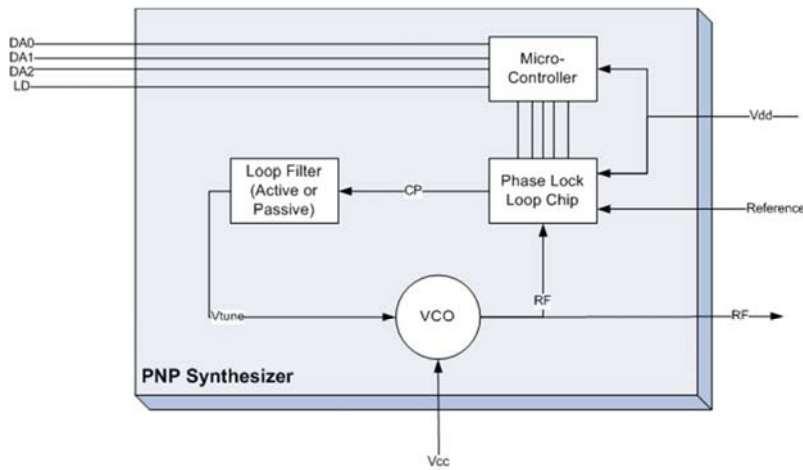 DA0
DA1
DA2
LD
Micro-
Controller
Vdd
Loop Filter
(Active or
Passive)
CP
Phase Lock
Loop Chip
Reference
RF
Vtune
VCO
RF
PNP Synthesizer
Vcc